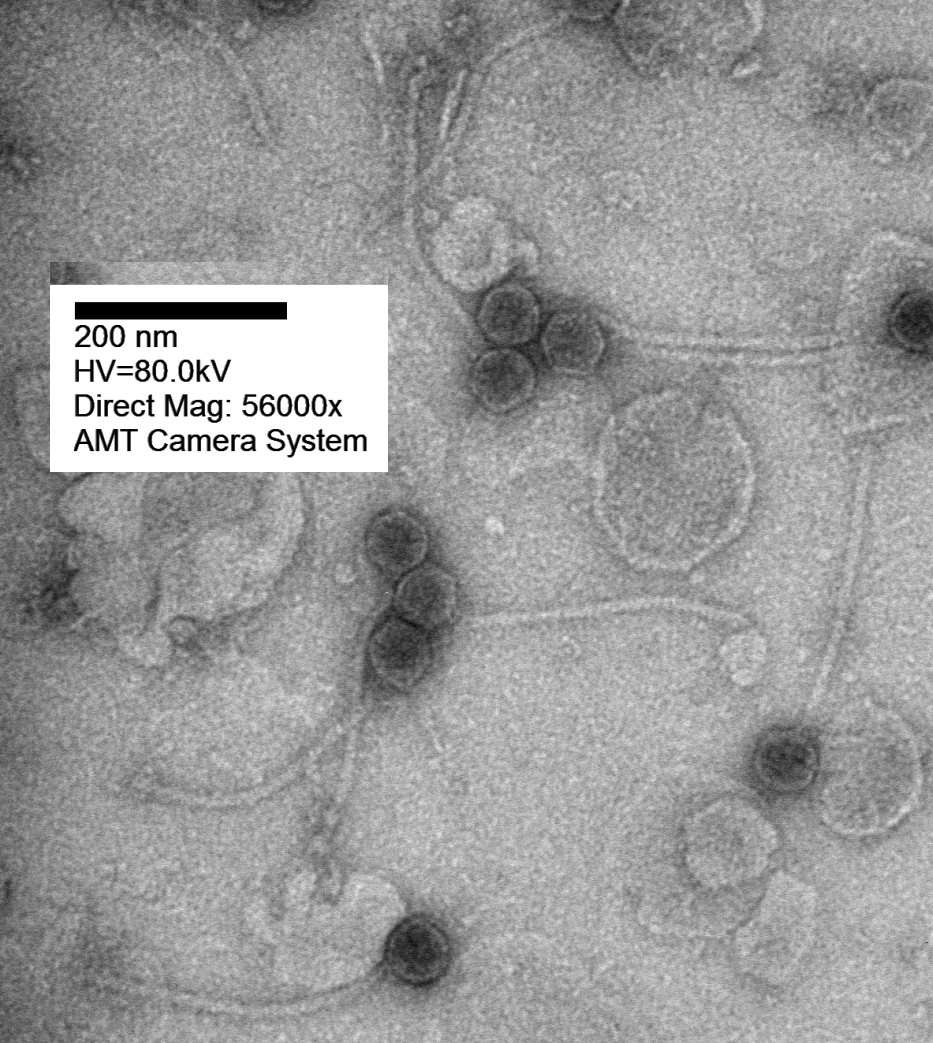 200 nm
HV=80.0kV
Direct Mag: 56000x
AMT Camera System